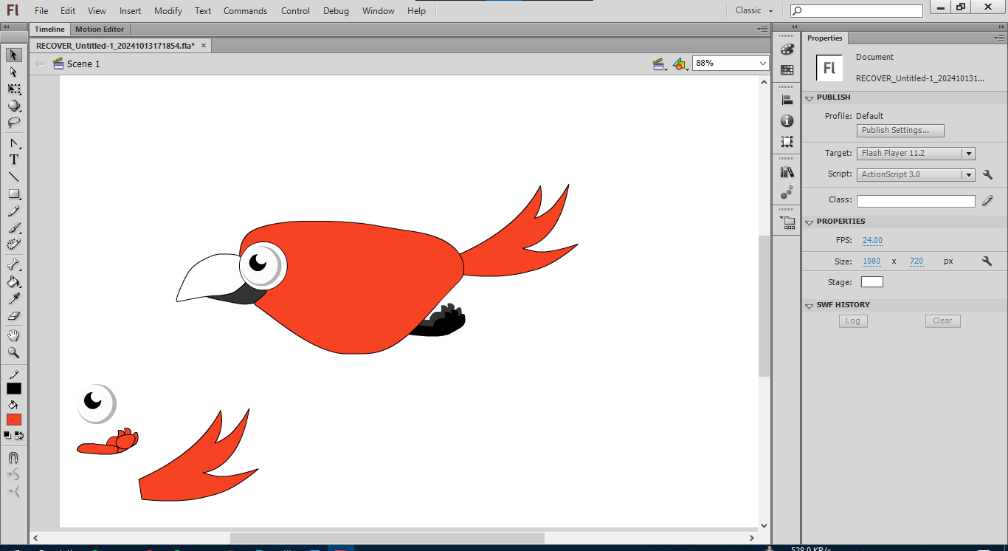 Fl File Edit View Insert Modify Text Commands Control Debug Window Help Classic
Timeline Motion Editor
RECOVER_Untitled-1_20241013171854.fla* ×
Scene 1
88%
T
Properties
Fl
Document
RECOVER_Untitled-1_202410131...
PUBLISH
Profile: Default
Publish Settings...
Target: Flash Player 11.2
Script: ActionScript 3.0
Class:
PROPERTIES
FPS: 24.00
Size: 1080 x 720 px
Stage:
SWF HISTORY
Log Clear